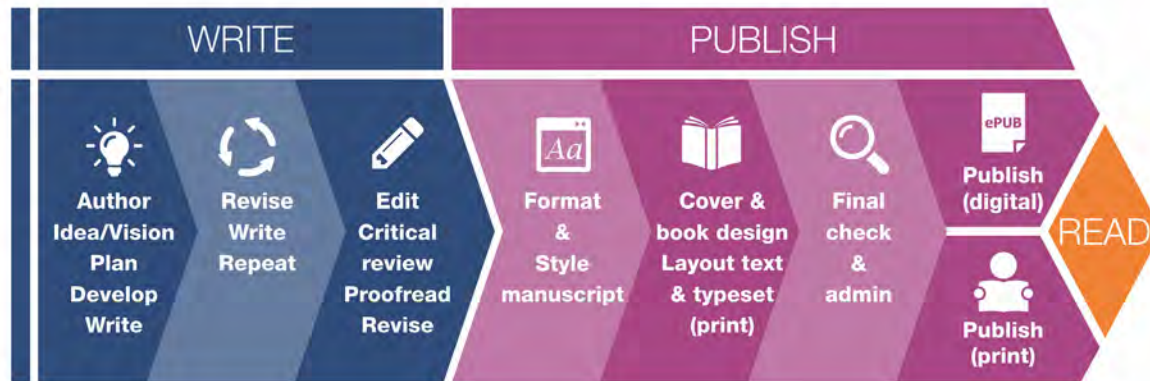 WRITE
PUBLISH
Author
Idea/Vision
Plan
Develop
Write
Revise
Write
Repeat
Edit
Critical
review
Proofread
Revise
Aa
Format
&
Style
manuscript
Cover &
book design
Layout text
& typeset
(print)
Final
check
&
admin
ePUB
Publish
(digital)
Publish
(print)
READ